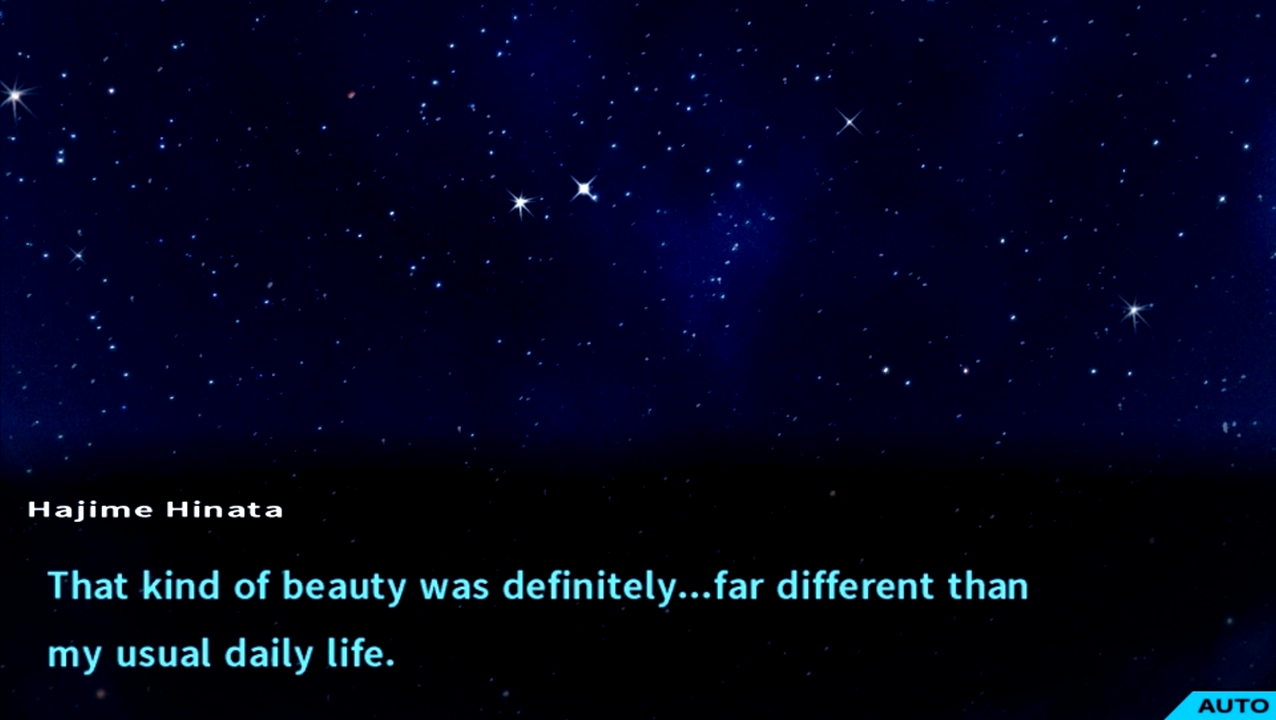 Hajime Hinata
That kind of beauty was definitely...far different than
my usual daily life.
AUTO